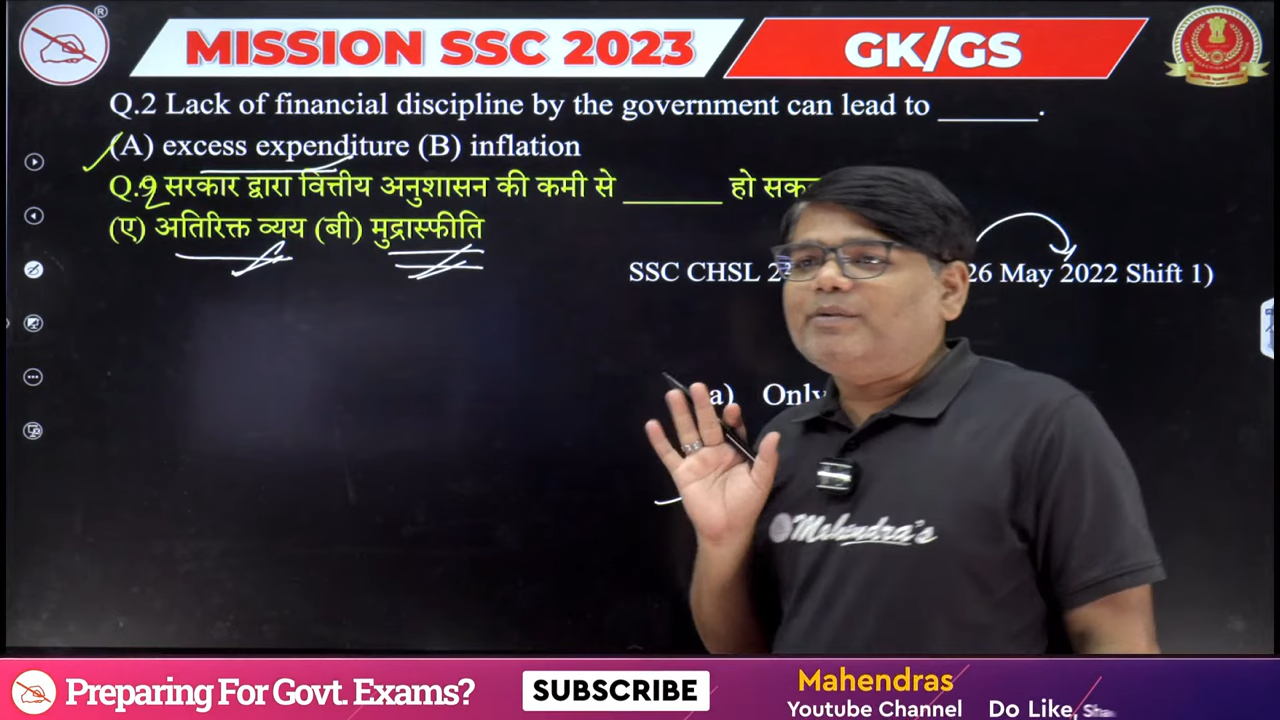 ®
MISSION SSC 2023
GK/GS
Q.2 Lack of financial discipline by the government can lead to ________.
(A) excess expenditure (B) inflation
Q.2 सरकार द्वारा वित्तीय अनुशासन की कमी से ________ हो
(ए) अतिरिक्त व्यय (बी) मुद्रास्फीति
SSC CHSL 26 May 2022 Shift 1)
a) Only
Mahendra's
Preparing For Govt. Exams?
SUBSCRIBE
Mahendras
Youtube Channel Do Like,